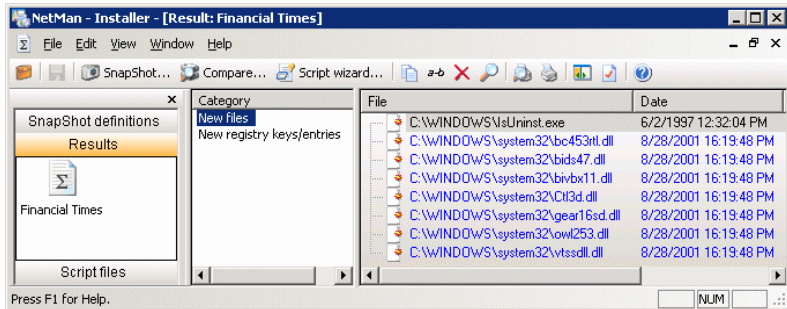 NetMan - Installer - [Result: Financial Times]
Σ File Edit View Window Help
SnapShot... Compare... Script wizard... a-b
SnapShot definitions
Results
Σ
Financial Times
Script files
Category
New files
New registry keys/entries
File Date
C:\WINDOWS\IsUninst.exe 6/2/1997 12:32:04 PM
C:\WINDOWS\system32\bc453rtl.dll 8/28/2001 16:19:48 PM
C:\WINDOWS\system32\bids47.dll 8/28/2001 16:19:48 PM
C:\WINDOWS\system32\bivbx11.dll 8/28/2001 16:19:48 PM
C:\WINDOWS\system32\Ctl3d.dll 8/28/2001 16:19:48 PM
C:\WINDOWS\system32\gear16sd.dll 8/28/2001 16:19:48 PM
C:\WINDOWS\system32\owl253.dll 8/28/2001 16:19:48 PM
C:\WINDOWS\system32\vtssdll.dll 8/28/2001 16:19:48 PM
Press F1 for Help. NUM